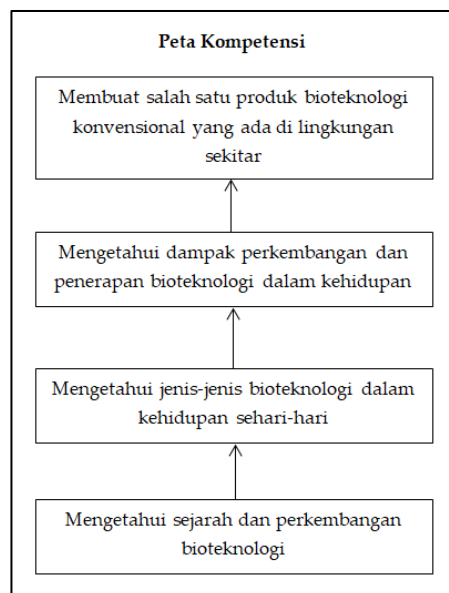 Peta Kompetensi
Membuat salah satu produk bioteknologi
konvensional yang ada di lingkungan
sekitar
Mengetahui dampak perkembangan dan
penerapan bioteknologi dalam kehidupan
Mengetahui jenis-jenis bioteknologi dalam
kehidupan sehari-hari
Mengetahui sejarah dan perkembangan
bioteknologi